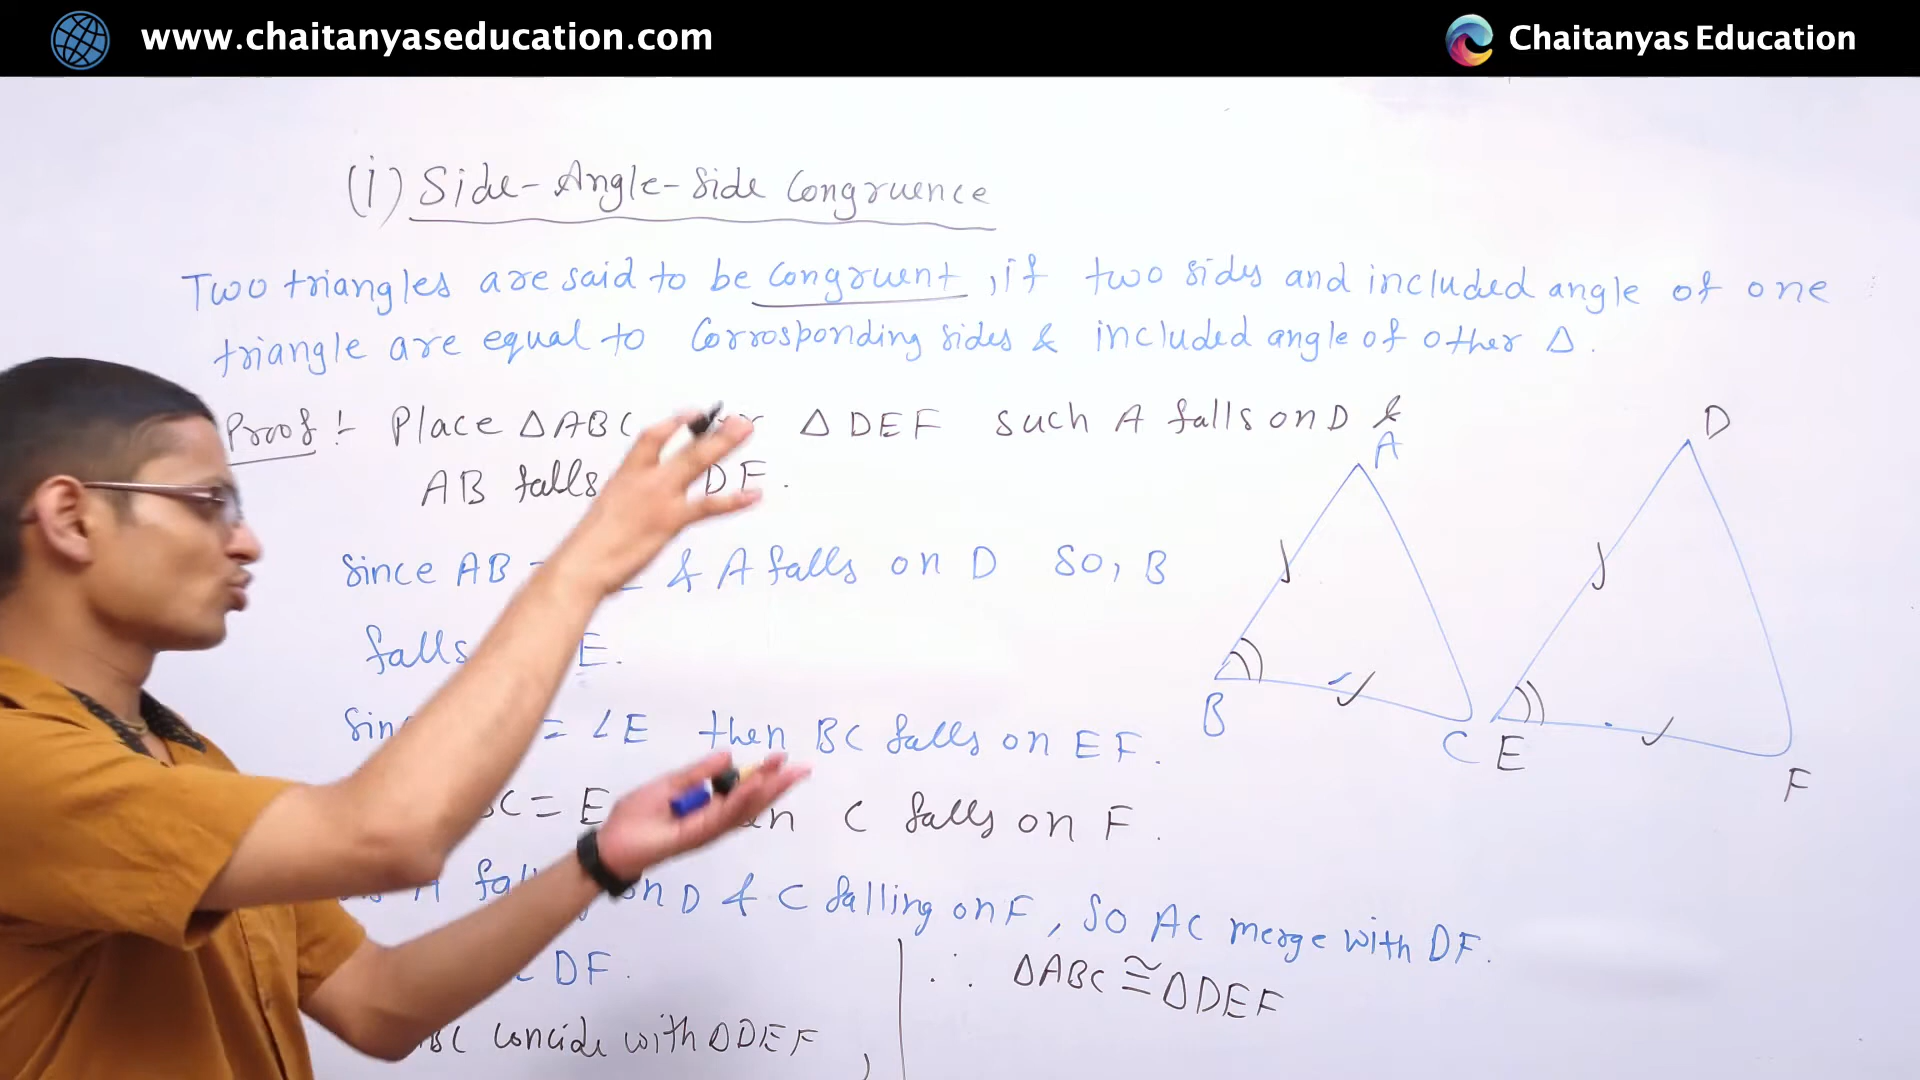 www.chaitanyaseducation.com
Chaitanyas Education
(i) Side-Angle-Side Congruence
Two triangles are said to be congruent, if two sides and included angle of one
triangle are equal to Corrosponding sides & included angle of other Δ.
Proof :- Place ΔABC ΔDEF such A falls on D &
AB falls DF.
Since AB = & A falls on D So, B
falls E.
= ∠E then BC falls on EF.
BC = C falls on F.
A on D & C falling on F, So AC merge with DF.
DF.
∴ ΔABC ≅ ΔDEF
concide with ΔDEF,
A
B
C
D
E
F